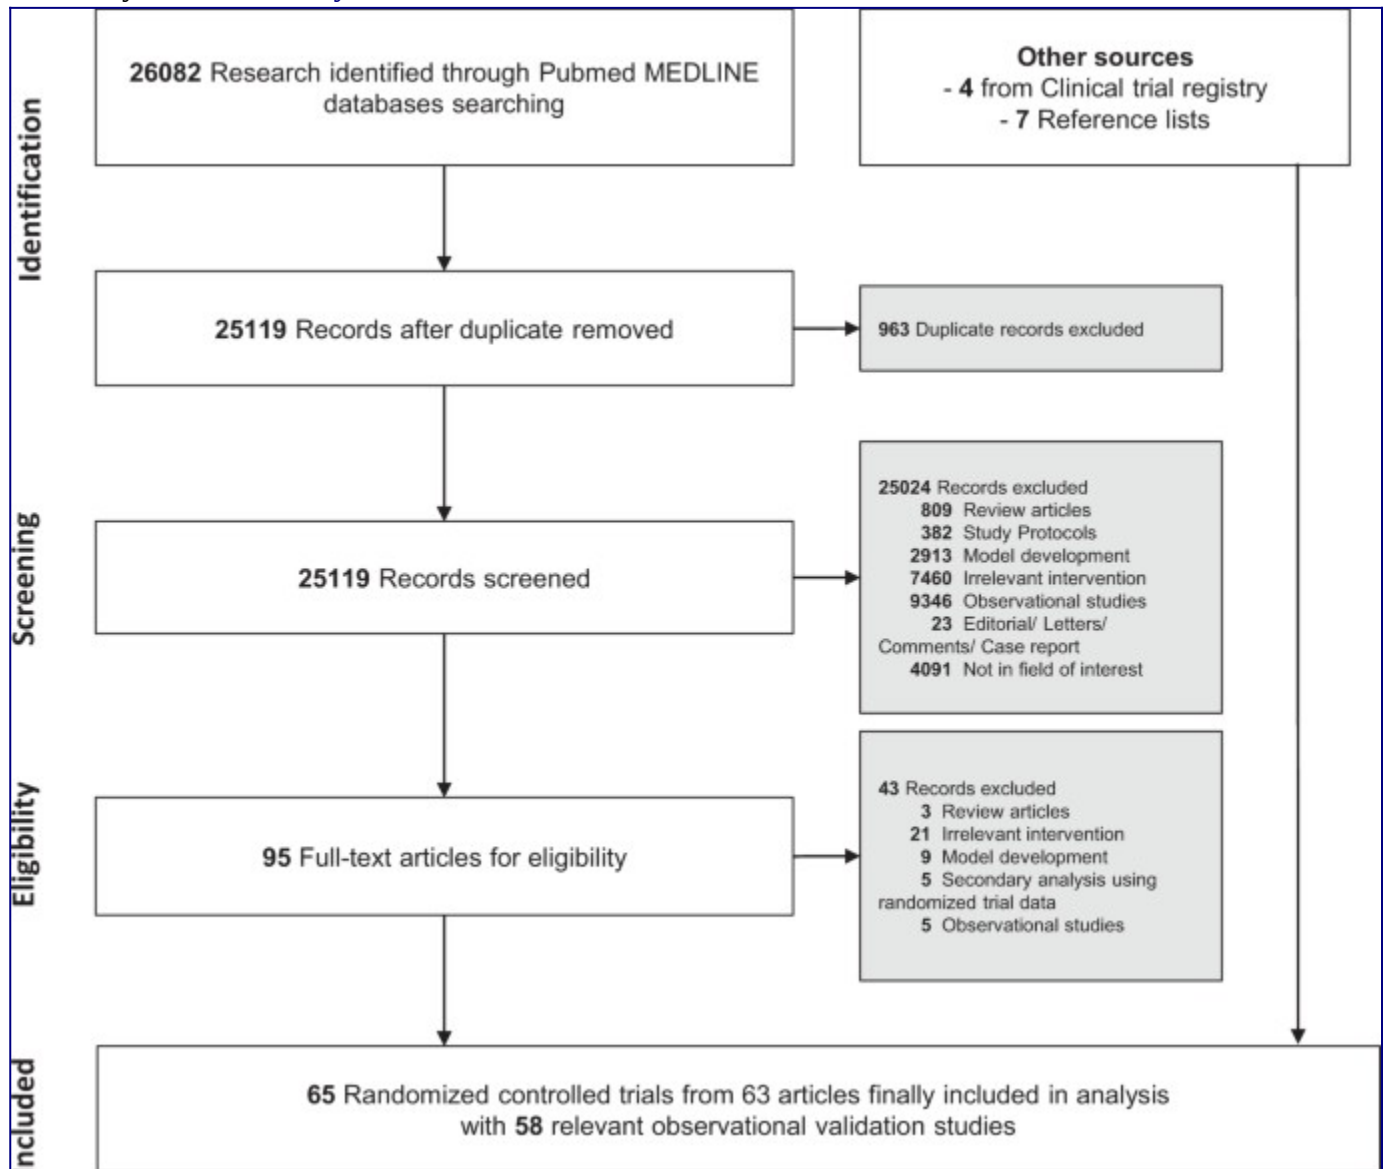 26082 Research identified through Pubmed MEDLINE
databases searching
Other sources
- 4 from Clinical trial registry
- 7 Reference lists
Identification
25119 Records after duplicate removed
963 Duplicate records excluded
Screening
25119 Records screened
25024 Records excluded
809 Review articles
382 Study Protocols
2913 Model development
7460 Irrelevant intervention
9346 Observational studies
23 Editorial/ Letters/
Comments/ Case report
4091 Not in field of interest
Eligibility
95 Full-text articles for eligibility
43 Records excluded
3 Review articles
21 Irrelevant intervention
9 Model development
5 Secondary analysis using
randomized trial data
5 Observational studies
Included
65 Randomized controlled trials from 63 articles finally included in analysis
with 58 relevant observational validation studies